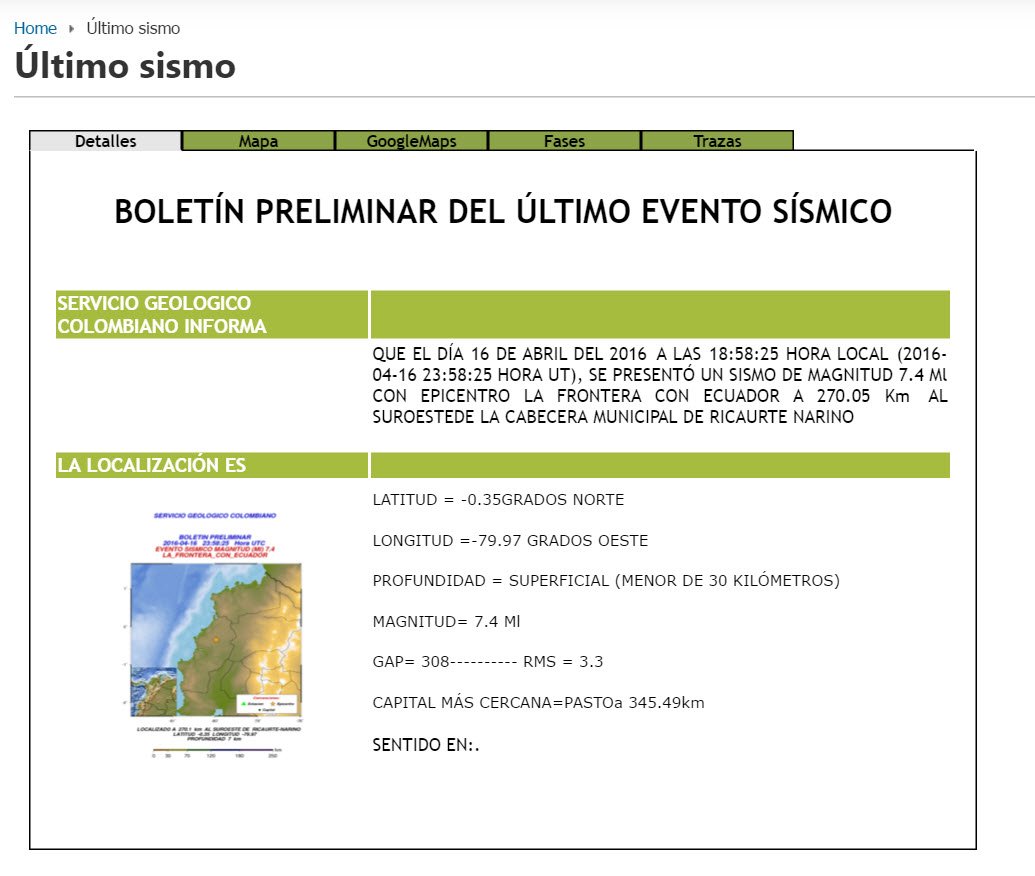 Home ▸ Último sismo
Último sismo
Detalles Mapa GoogleMaps Fases Trazas
BOLETÍN PRELIMINAR DEL ÚLTIMO EVENTO SÍSMICO
SERVICIO GEOLOGICO
COLOMBIANO INFORMA
QUE EL DÍA 16 DE ABRIL DEL 2016 A LAS 18:58:25 HORA LOCAL (2016-
04-16 23:58:25 HORA UT), SE PRESENTÓ UN SISMO DE MAGNITUD 7.4 Ml
CON EPICENTRO LA FRONTERA CON ECUADOR A 270.05 Km AL
SUROESTEDE LA CABECERA MUNICIPAL DE RICAURTE NARINO
LA LOCALIZACIÓN ES
SERVICIO GEOLOGICO COLOMBIANO
BOLETIN PRELIMINAR
2016-04-16 23:58:25 Hora UTC
EVENTO SISMICO MAGNITUD (Ml) 7.4
LA_FRONTERA_CON_ECUADOR
LOCALIZADO A 270.1 km AL SUROESTE DE RICAURTE-NARINO
LATITUD -0.35 LONGITUD -79.97
PROFUNDIDAD 7 km
LATITUD = -0.35GRADOS NORTE
LONGITUD =-79.97 GRADOS OESTE
PROFUNDIDAD = SUPERFICIAL (MENOR DE 30 KILÓMETROS)
MAGNITUD= 7.4 Ml
GAP= 308---------- RMS = 3.3
CAPITAL MÁS CERCANA=PASTOa 345.49km
SENTIDO EN:.